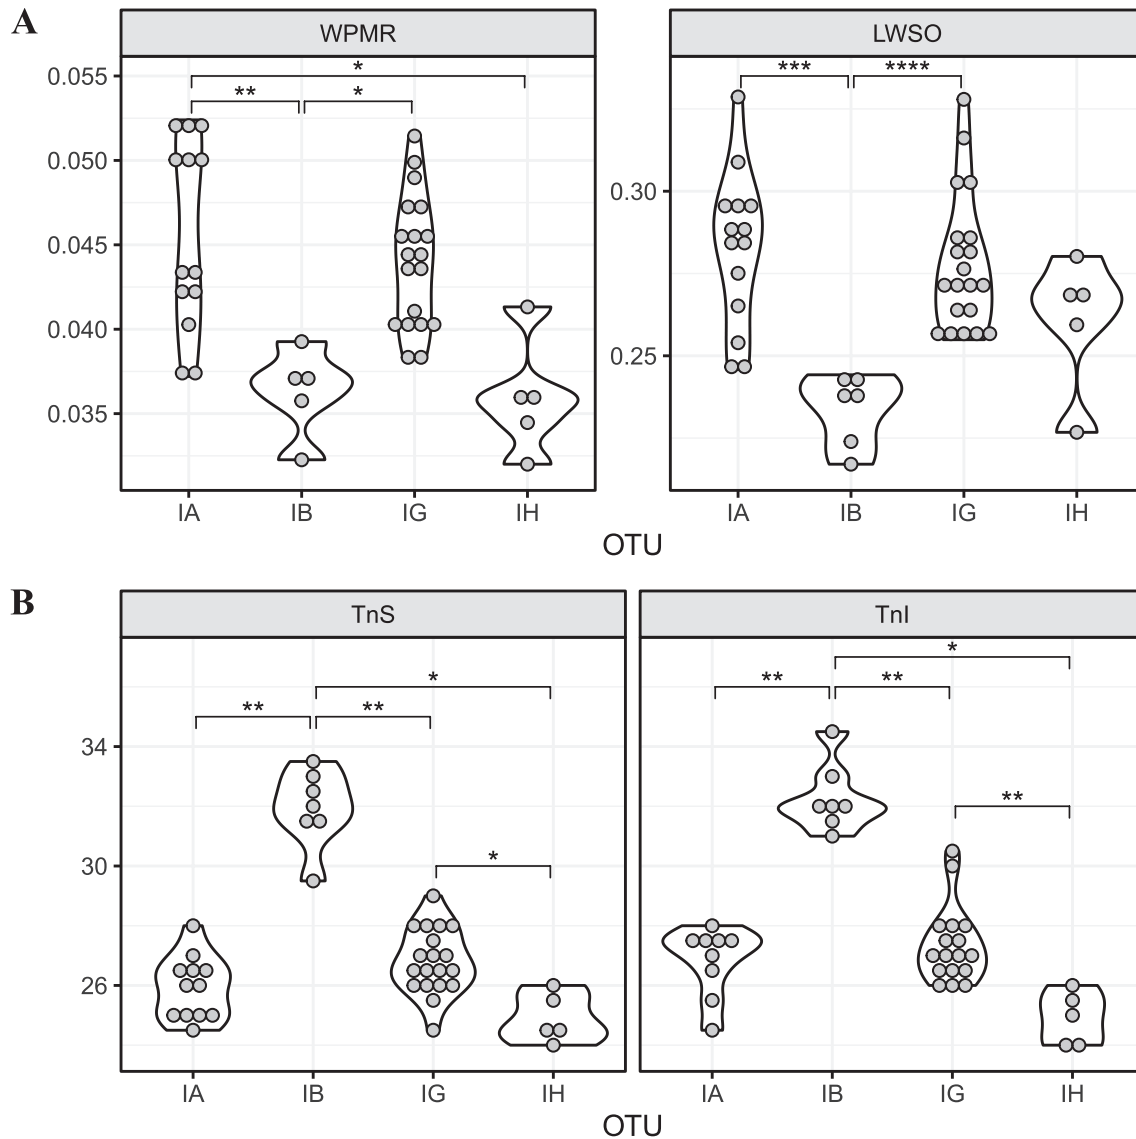 A
WPMR LWSO
0.055
0.050
0.045
0.040
0.035
* ** *
*** ****
0.30
0.25
IA IB IG IH IA IB IG IH
OTU
B
TnS TnI
34
30
26
* ** ** *
* ** ** **
IA IB IG IH IA IB IG IH
OTU